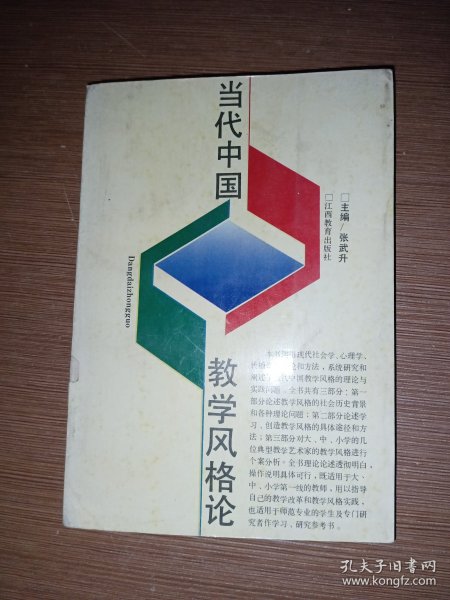 当代中国
教学风格论
Dangdaizhongguo
□主编/张武升
□江西教育出版社
现代社会学、心理学、
和方法，系统研究和
中国教学风格的理论与
实践问题。全书共有三部分：第一
部分论述教学风格的社会历史背景
和各种理论问题；第二部分论述学
习、创造教学风格的具体途径和方
法；第三部分对大、中、小学的几
位典型教学艺术家的教学风格进行
个案分析。全书理论论述透彻明白，
操作说明具体可行，既适用于大、
中、小学第一线的教师，用以指导
自己的教学改革和教学风格实践，
也适用于师范专业的学生及专门研
究者作学习、研究参考书。
孔夫子旧书网
www.kongfz.com